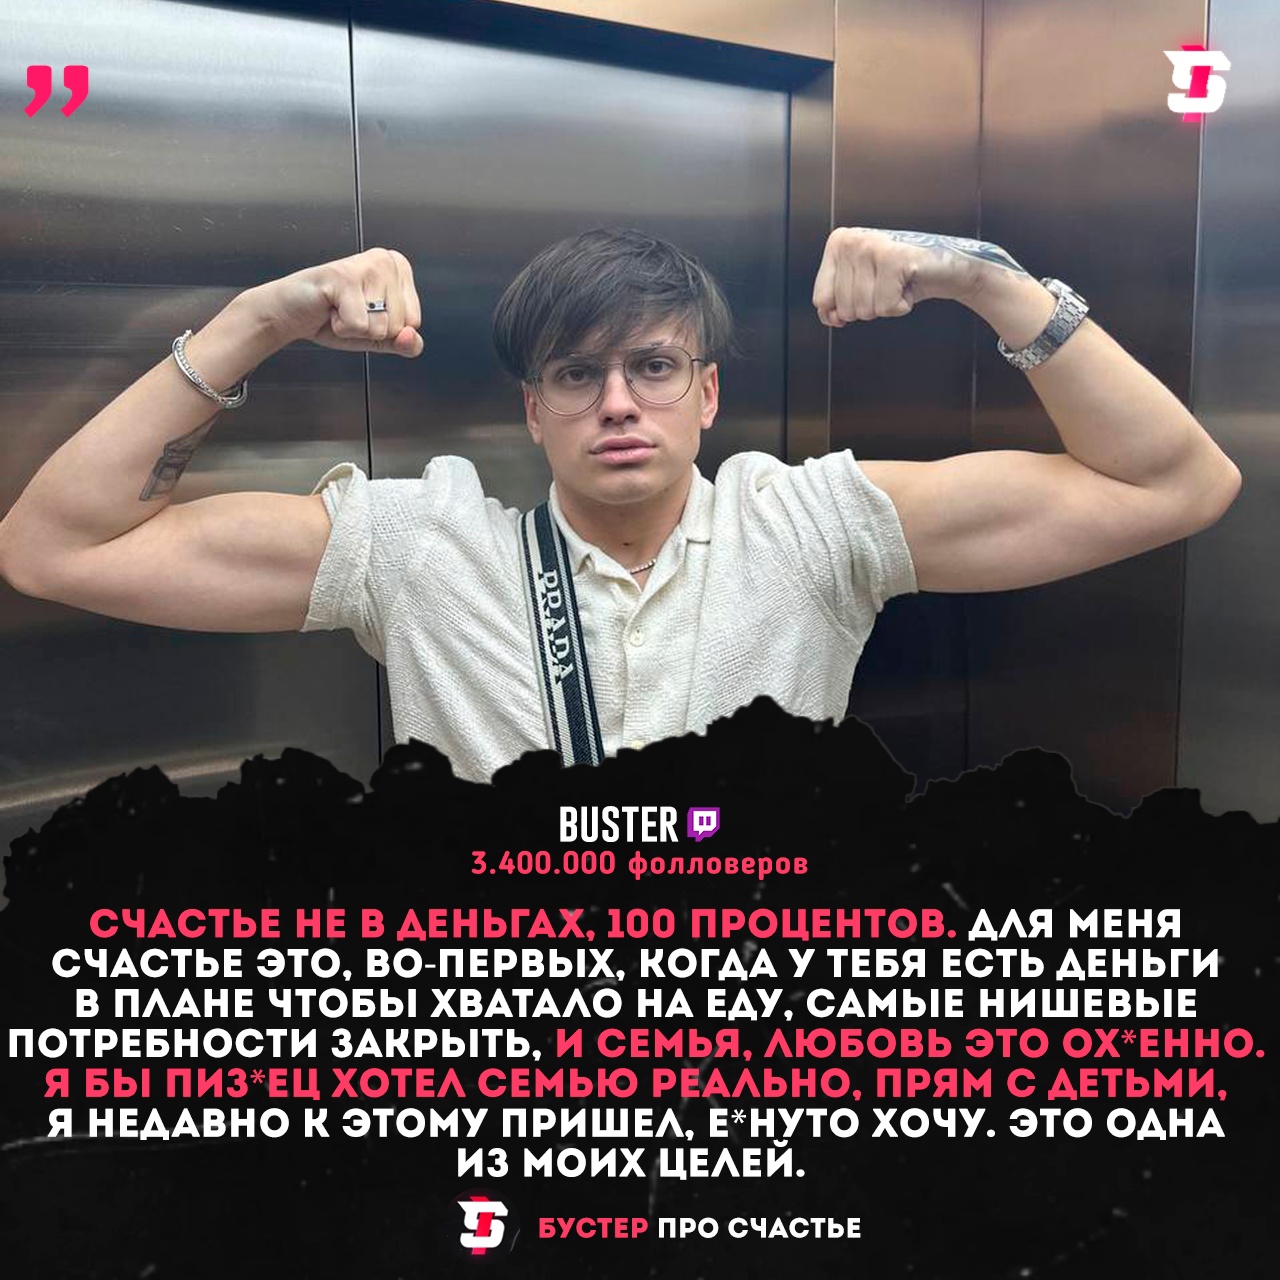 ”
PRADA
BUSTER
3.400.000 фолловеров
СЧАСТЬЕ НЕ В ДЕНЬГАХ, 100 ПРОЦЕНТОВ. ДЛЯ МЕНЯ
СЧАСТЬЕ ЭТО, ВО-ПЕРВЫХ, КОГДА У ТЕБЯ ЕСТЬ ДЕНЬГИ
В ПЛАНЕ ЧТОБЫ ХВАТАЛО НА ЕДУ, САМЫЕ НИШЕВЫЕ
ПОТРЕБНОСТИ ЗАКРЫТЬ, И СЕМЬЯ, ЛЮБОВЬ ЭТО ОХ*ЕННО.
Я БЫ ПИЗ*ЕЦ ХОТЕЛ СЕМЬЮ РЕАЛЬНО, ПРЯМ С ДЕТЬМИ,
Я НЕДАВНО К ЭТОМУ ПРИШЕЛ, Е*НУТО ХОЧУ. ЭТО ОДНА
ИЗ МОИХ ЦЕЛЕЙ.
БУСТЕР ПРО СЧАСТЬЕ